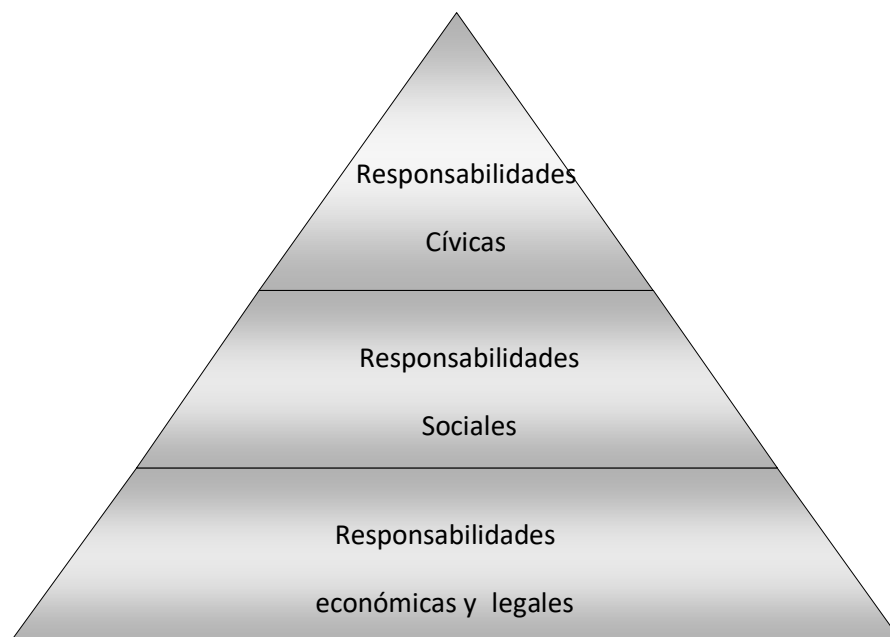 Responsabilidades
Cívicas
Responsabilidades
Sociales
Responsabilidades
económicas y legales